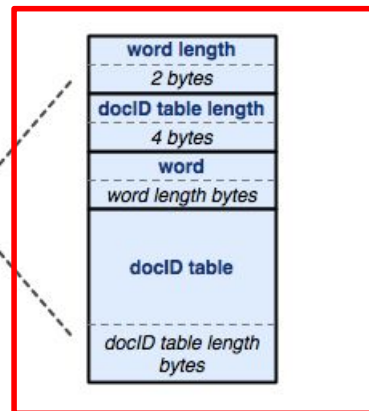 word length
2 bytes
docID table length
4 bytes
word
word length bytes
docID table
docID table length
bytes